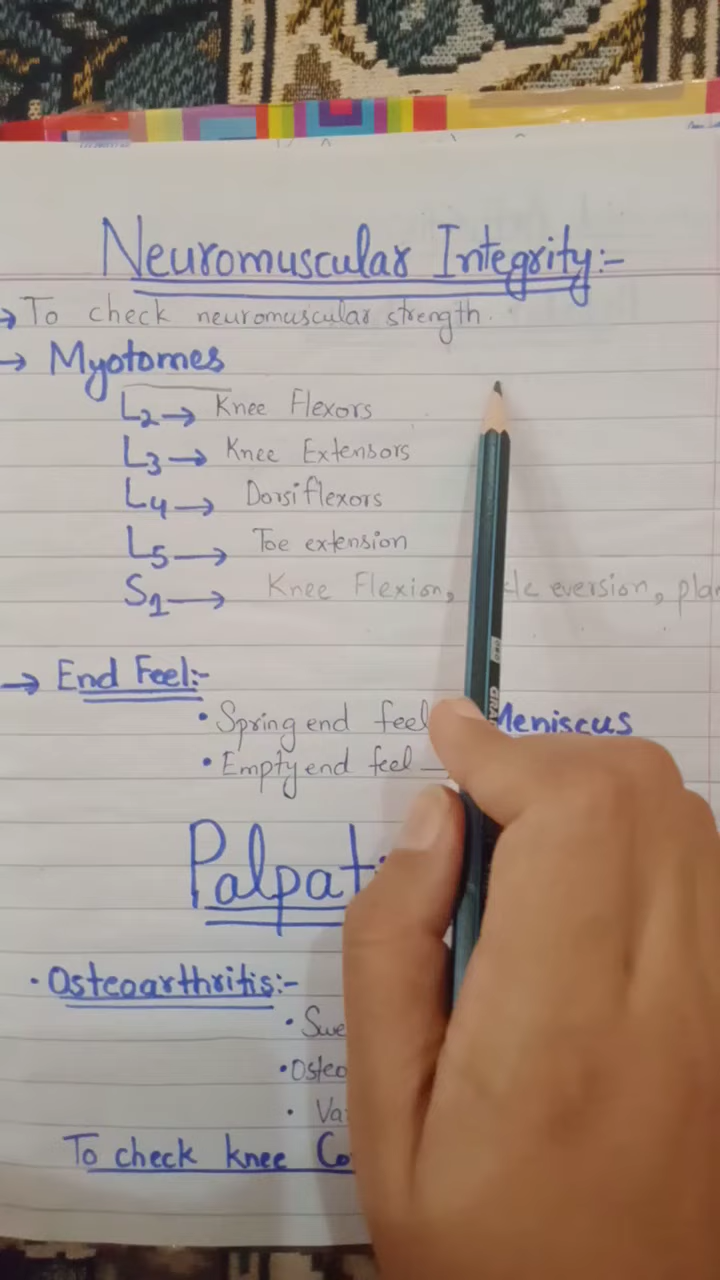 Neuromuscular Integrity:-
→ To check neuromuscular strength.
→ Myotomes
L2 → Knee Flexors
L3 → Knee Extensors
L4 → Dorsiflexors
L5 → Toe extension
S1 → Knee Flexion, eversion,
→ End Feel:-
• Spring end feel Meniscus
• Empty end feel
• Osteoarthritis:-
To check knee